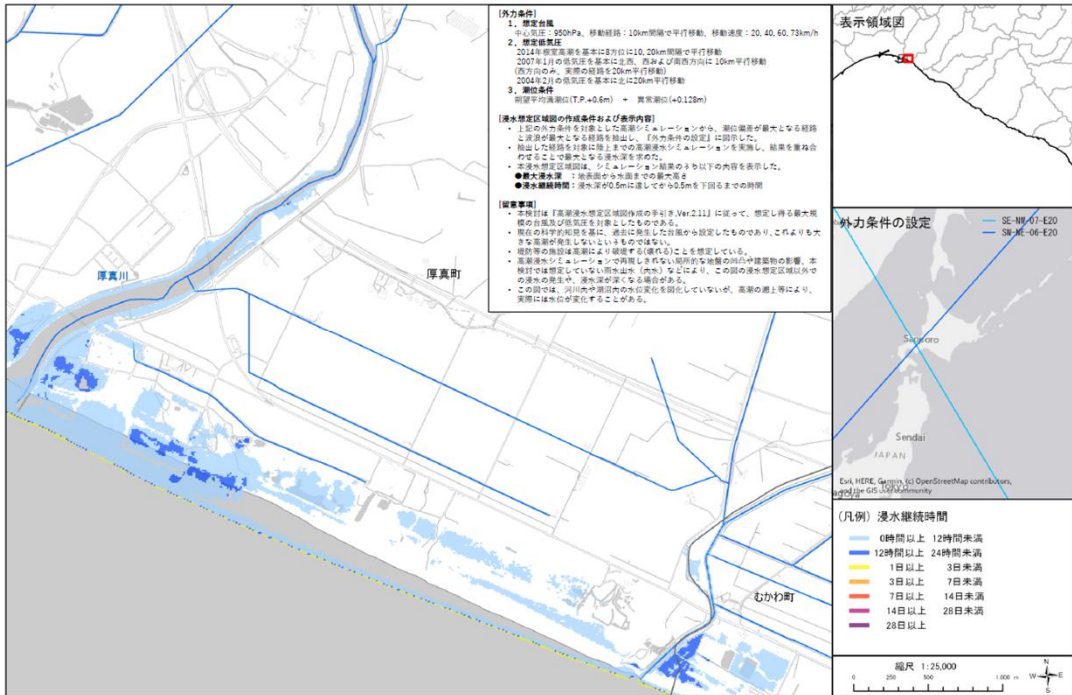 [外力条件]
1、想定台風
中心気圧：950hPa、移動経路：10km間隔で平行移動、移動速度：20, 40, 60, 73km/h
2、想定低気圧
2014年根室高潮を基本に8方位に10, 20km間隔で平行移動
2007年1月の低気圧を基本に北西、西および南西方向に10km平行移動
(西方向のみ、実際の経路を20km平行移動)
2004年2月の低気圧を基本に北に20km平行移動
3、潮位条件
朔望平均満潮位(T.P.+0.6m) + 異常潮位(+0.128m)
[浸水想定区域図の作成条件および表示内容]
・ 上記の外力条件を対象とした高潮シミュレーションから、潮位偏差が最大となる経路
と波浪が最大となる経路を抽出し、『外力条件の設定』に図示した。
・ 抽出した経路を対象に陸上までの高潮浸水シミュレーションを実施し、結果を重ね合
わせることで最大となる浸水深を求めた。
・ 本浸水想定区域図は、シミュレーション結果のうち以下の内容を表示した。
●最大浸水深 ：地表面から水面までの最大高さ
●浸水継続時間：浸水深が0.5mに達してから0.5mを下回るまでの時間
[留意事項]
・ 本検討は『高潮浸水想定区域図作成の手引き,Ver.2.11』に従って、想定し得る最大規
模の台風及び低気圧を対象としたものである。
・ 現在の科学的知見を基に、過去に発生した台風から設定したものであり、これよりも大
きな高潮が発生しないというものではない。
・ 堤防等の施設は高潮により破堤する(壊れる)ことを想定している。
・ 高潮浸水シミュレーションで再現しきれない局所的な地盤の凹凸や建築物の影響、本
検討では想定していない雨水出水（内水）などにより、この図の浸水想定区域以外で
の浸水の発生や、浸水深が深くなる場合がある。
・ この図では、河川内や湖沼内の水位変化を図化していないが、高潮の遡上等により、
実際には水位が変化することがある。
厚真川
厚真町
むかわ町
表示領域図
外力条件の設定
SE-NW-07-E20
SW-NE-06-E20
Sapporo
Sendai
JAPAN
Esri, HERE, Garmin, (c) OpenStreetMap contributors,
and the GIS user community
agoya
Tokyo
(凡例) 浸水継続時間
0時間以上 12時間未満
12時間以上 24時間未満
1日以上 3日未満
3日以上 7日未満
7日以上 14日未満
14日以上 28日未満
28日以上
縮尺 1:25,000
0 250 500 1,000 m
N
W E
S